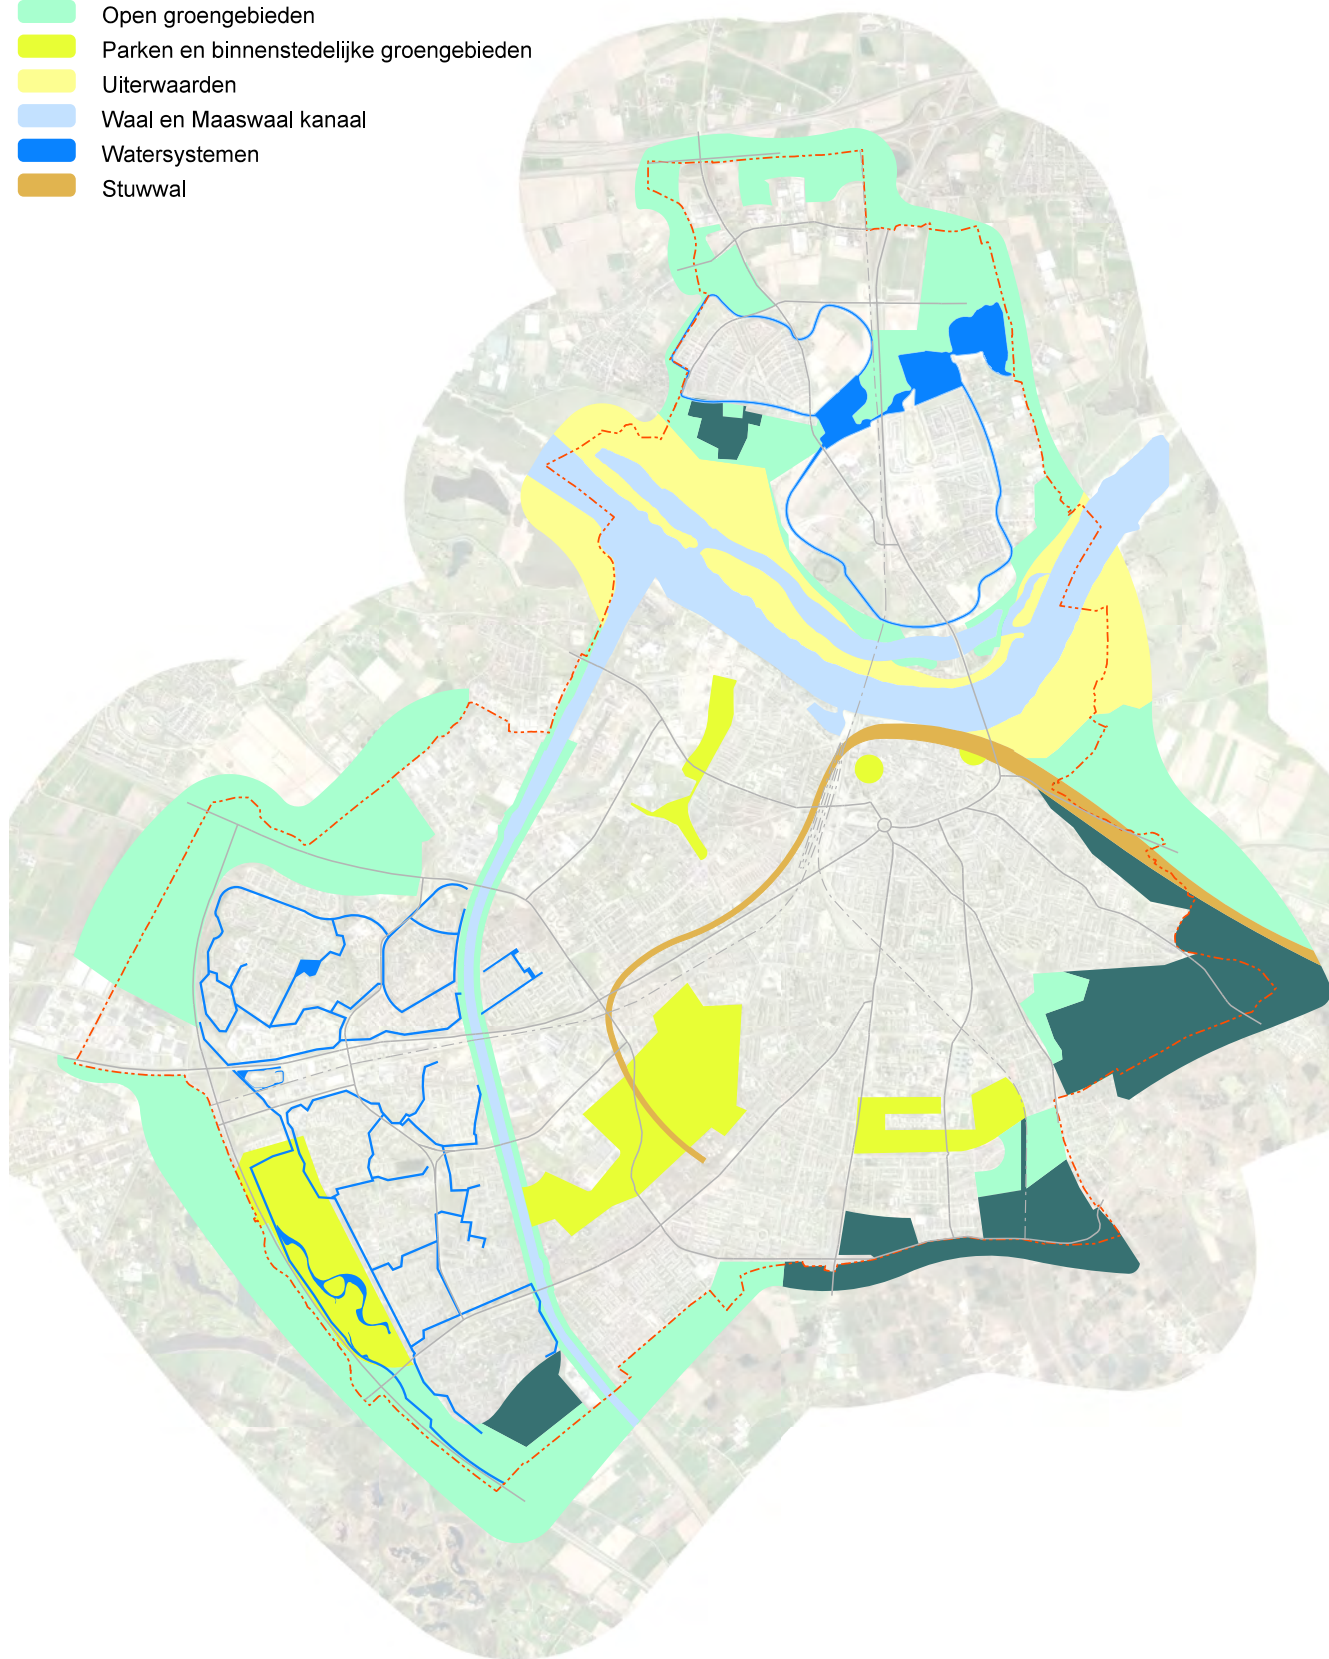 Open groengebieden
Parken en binnenstedelijke groengebieden
Uiterwaarden
Waal en Maaswaal kanaal
Watersystemen
Stuwwal